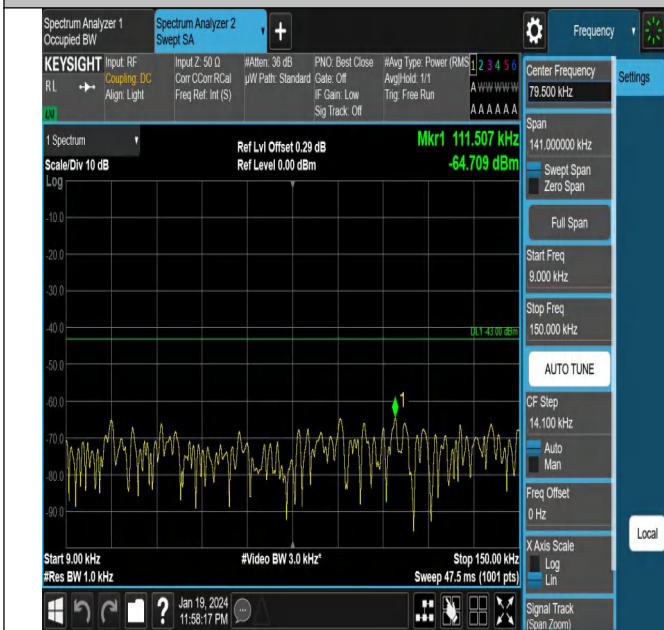 Spectrum Analyzer 1
Occupied BW
Spectrum Analyzer 2
Swept SA
Frequency
KEYSIGHT
RL
Input: RF
Coupling: DC
Align: Light
Input Z: 50 Ω
Corr CCorr RCal
Freq Ref: Int (S)
#Atten: 36 dB
µW Path: Standard
PNO: Best Close
Gate: Off
IF Gain: Low
Sig Track: Off
#Avg Type: Power (RMS
Avg|Hold: 1/1
Trig: Free Run
1 2 3 4 5 6
A W W W W W
A A A A A A
1 Spectrum
Scale/Div 10 dB
Log
Ref Lvl Offset 0.29 dB
Ref Level 0.00 dBm
Mkr1 111.507 kHz
-64.709 dBm
-10.0
-20.0
-30.0
-40.0
DL1 -43.00 dBm
-50.0
-60.0
1
-70.0
-80.0
-90.0
Start 9.00 kHz
#Res BW 1.0 kHz
#Video BW 3.0 kHz*
Stop 150.00 kHz
Sweep 47.5 ms (1001 pts)
Jan 19, 2024
11:58:17 PM
Center Frequency
79.500 kHz
Settings
Span
141.000000 kHz
Swept Span
Zero Span
Full Span
Start Freq
9.000 kHz
Stop Freq
150.000 kHz
AUTO TUNE
CF Step
14.100 kHz
Auto
Man
Freq Offset
0 Hz
Local
X Axis Scale
Log
Lin
Signal Track
(Span Zoom)